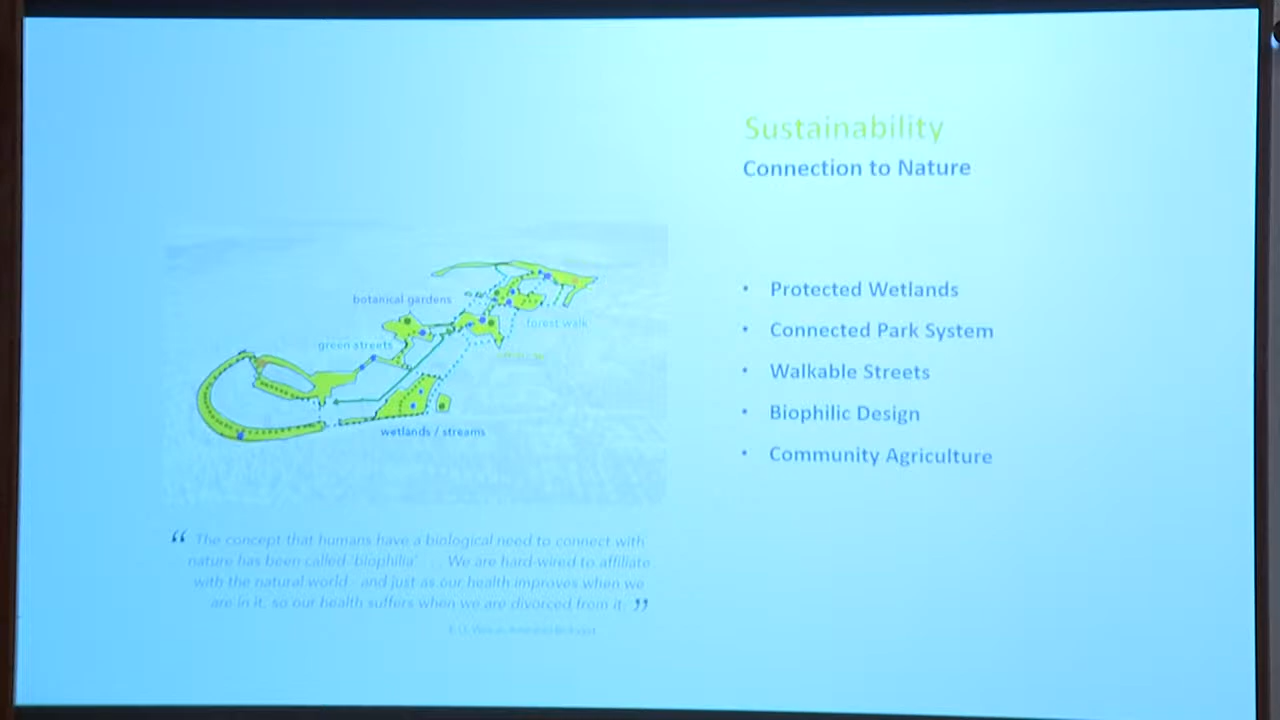 Sustainability
Connection to Nature
• Protected Wetlands
• Connected Park System
• Walkable Streets
• Biophilic Design
• Community Agriculture
botanical gardens
forest walk
green streets
wetlands / streams
“ The concept that humans have a biological need to connect with
nature has been called 'biophilia' . . . We are hard-wired to affiliate
with the natural world - and just as our health improves when we
are in it, so our health suffers when we are divorced from it. ”